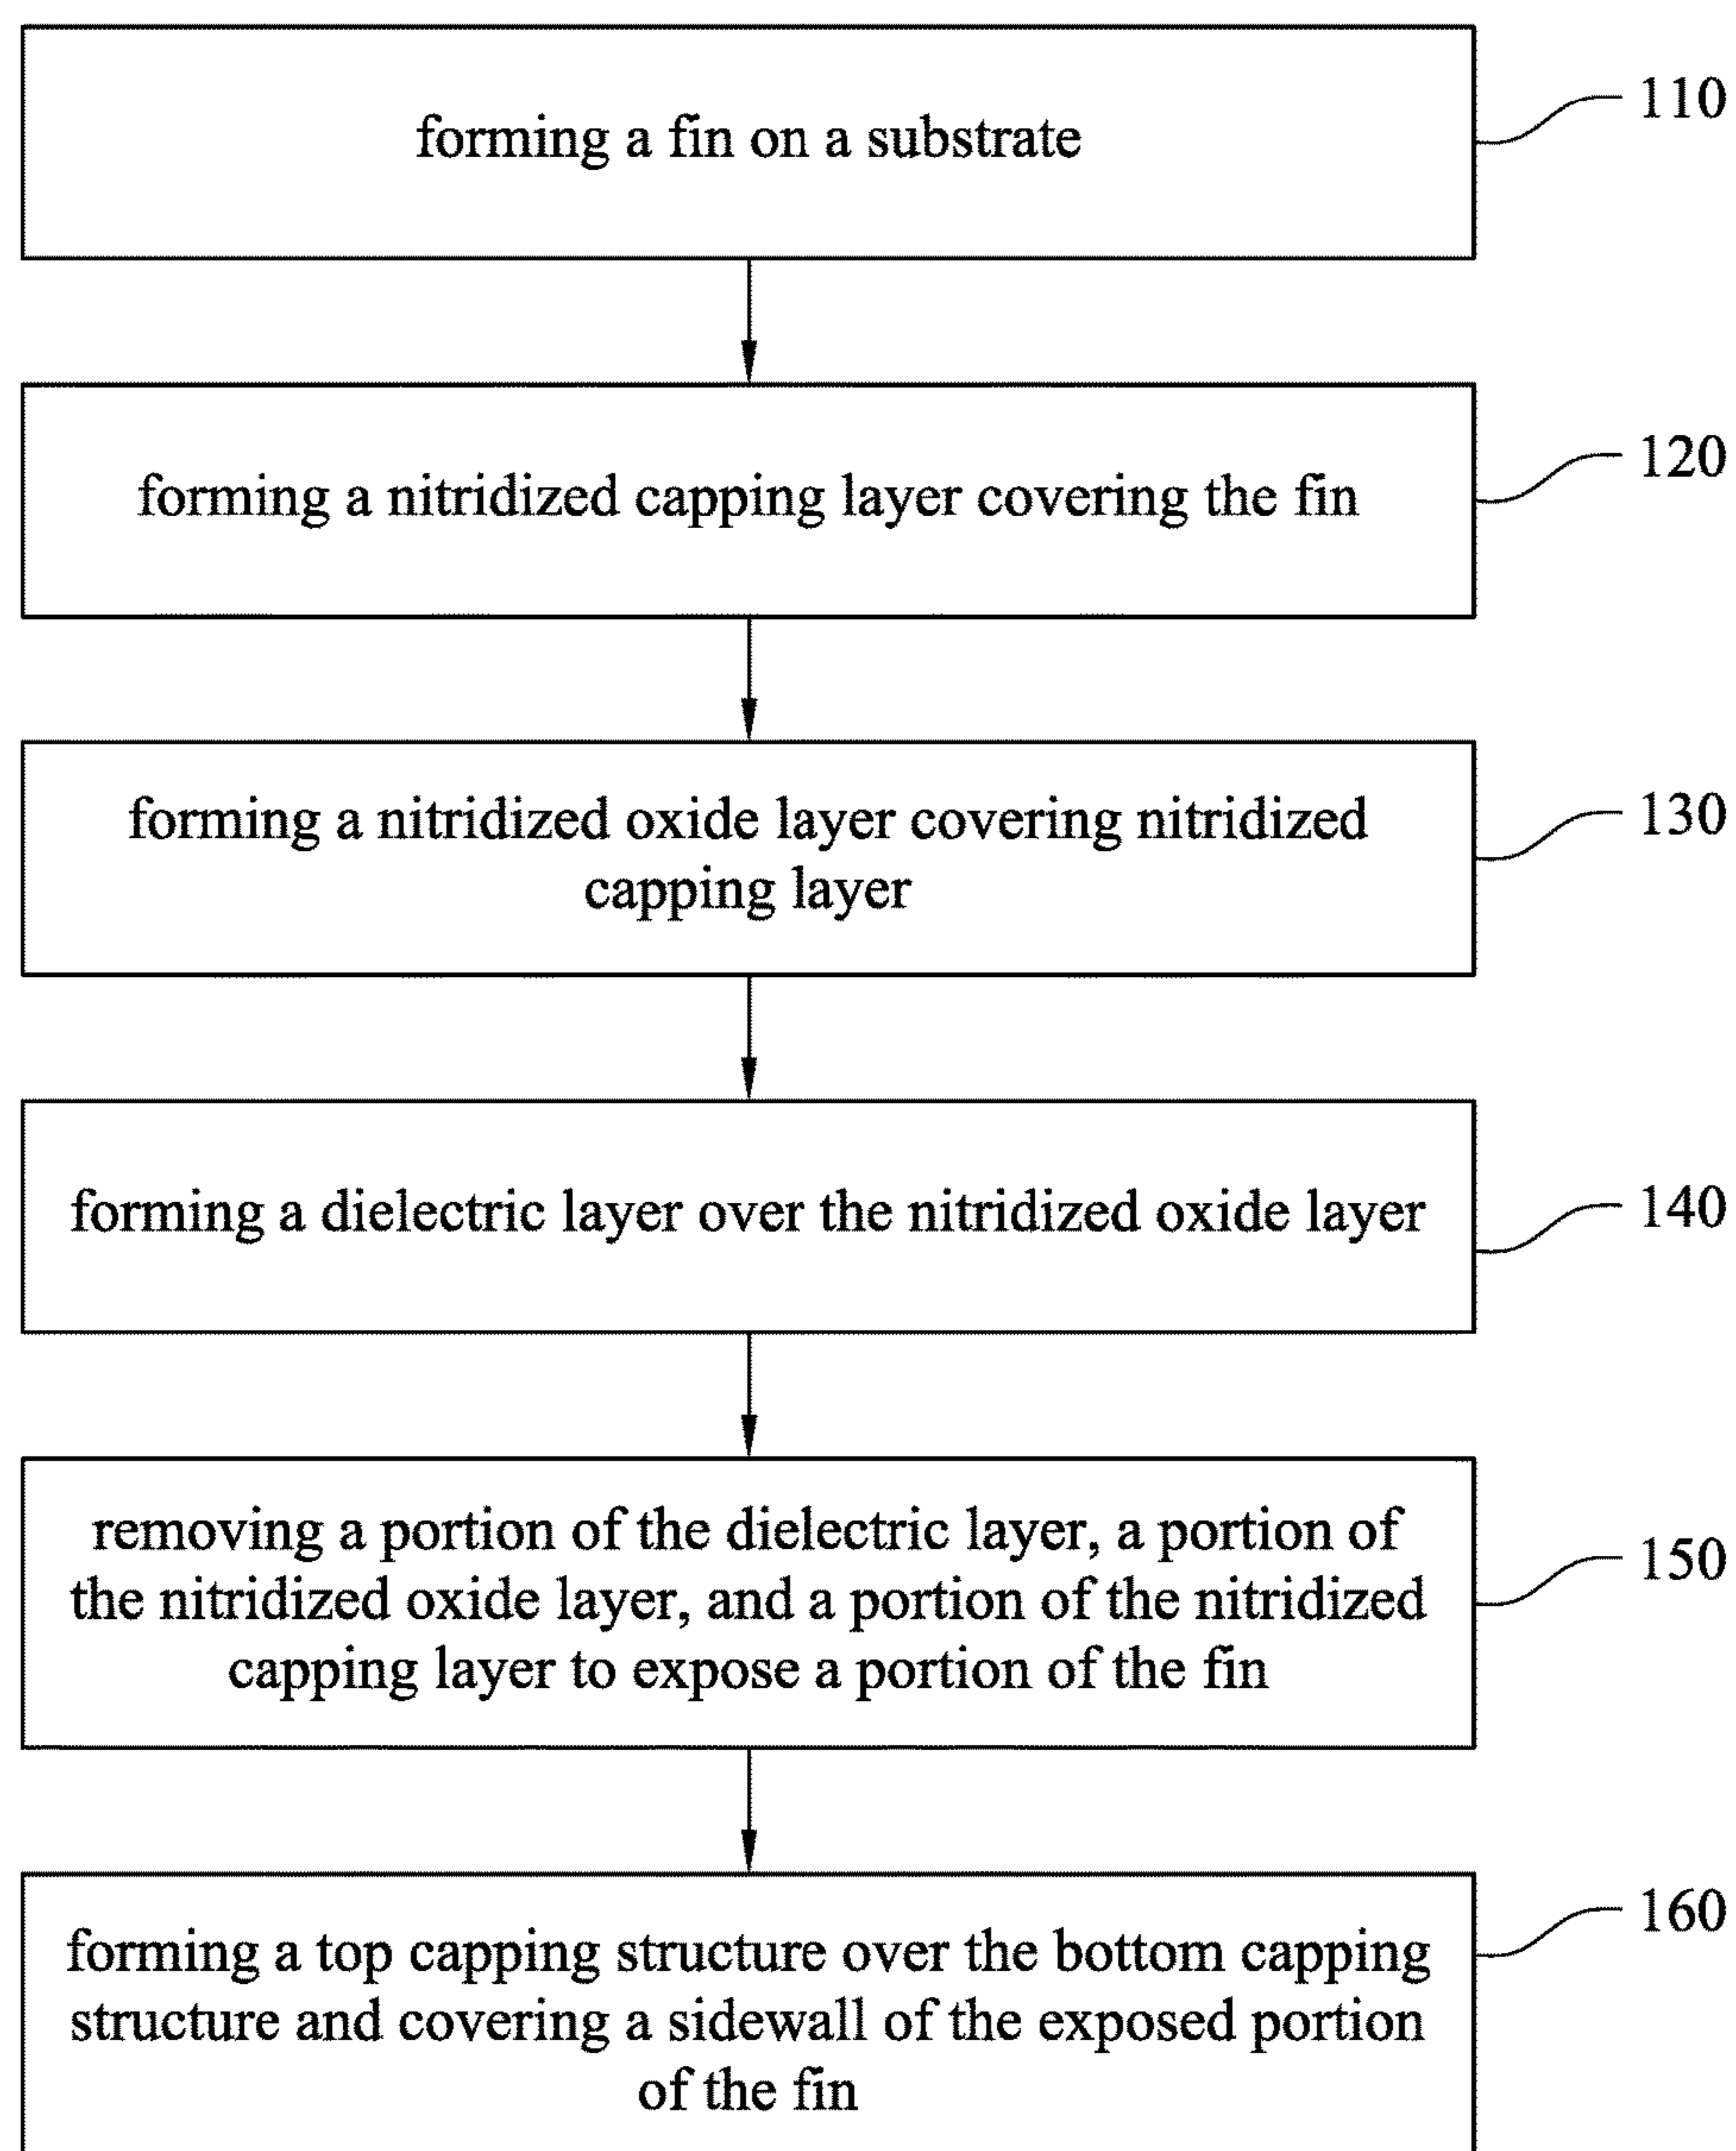 forming a fin on a substrate
110
forming a nitridized capping layer covering the fin
120
forming a nitridized oxide layer covering nitridized
capping layer
130
forming a dielectric layer over the nitridized oxide layer
140
removing a portion of the dielectric layer, a portion of
the nitridized oxide layer, and a portion of the nitridized
capping layer to expose a portion of the fin
150
forming a top capping structure over the bottom capping
structure and covering a sidewall of the exposed portion
of the fin
160